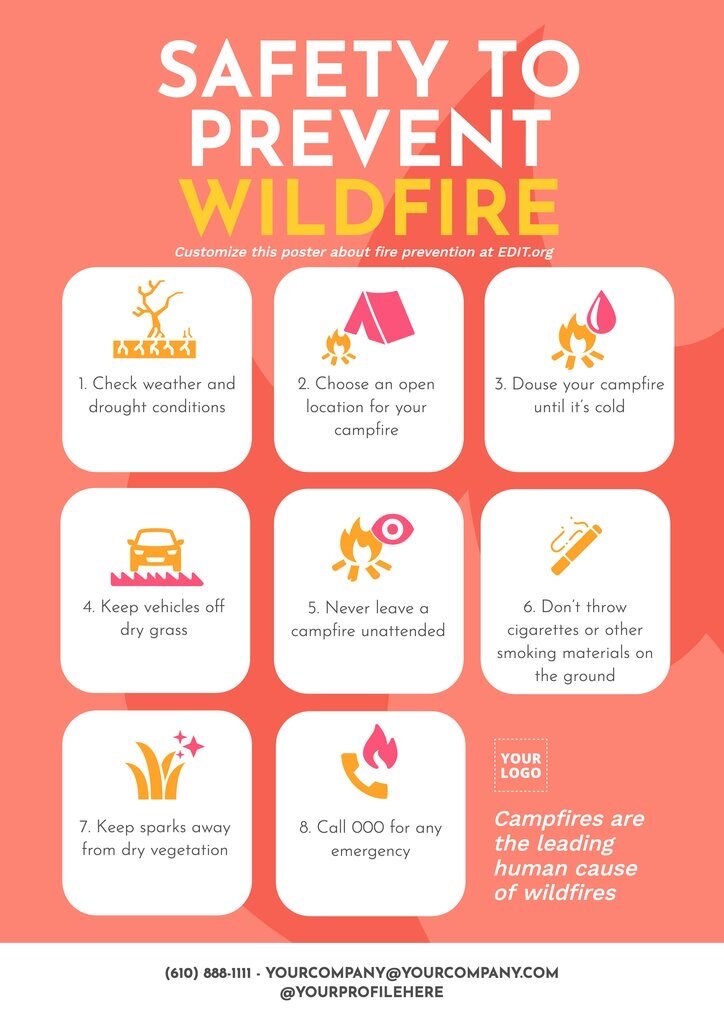 SAFETY TO
PREVENT
WILDFIRE
Customize this poster about fire prevention at EDIT.org
1. Check weather and
drought conditions
2. Choose an open
location for your
campfire
3. Douse your campfire
until it's cold
4. Keep vehicles off
dry grass
5. Never leave a
campfire unattended
6. Don't throw
cigarettes or other
smoking materials on
the ground
7. Keep sparks away
from dry vegetation
8. Call 000 for any
emergency
YOUR
LOGO
Campfires are
the leading
human cause
of wildfires
(610) 888-1111 - YOURCOMPANY@YOURCOMPANY.COM
@YOURPROFILEHERE